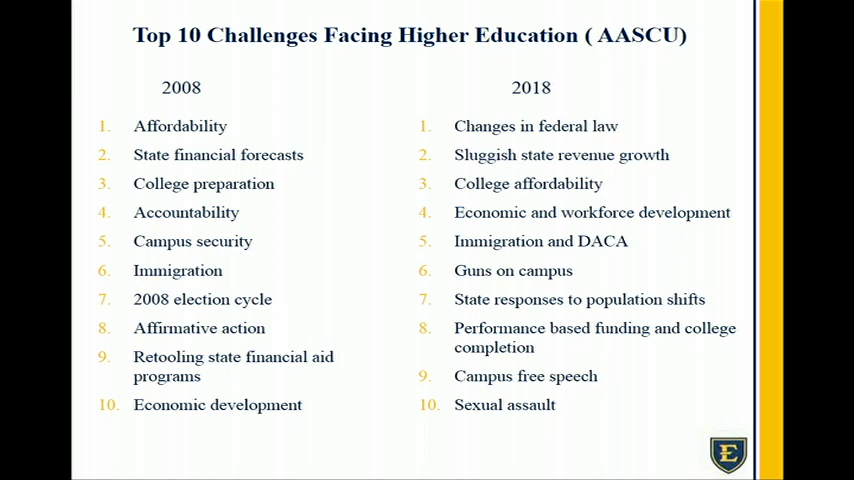 Top 10 Challenges Facing Higher Education ( AASCU)
2008
1. Affordability
2. State financial forecasts
3. College preparation
4. Accountability
5. Campus security
6. Immigration
7. 2008 election cycle
8. Affirmative action
9. Retooling state financial aid
programs
10. Economic development
2018
1. Changes in federal law
2. Sluggish state revenue growth
3. College affordability
4. Economic and workforce development
5. Immigration and DACA
6. Guns on campus
7. State responses to population shifts
8. Performance based funding and college
completion
9. Campus free speech
10. Sexual assault
E